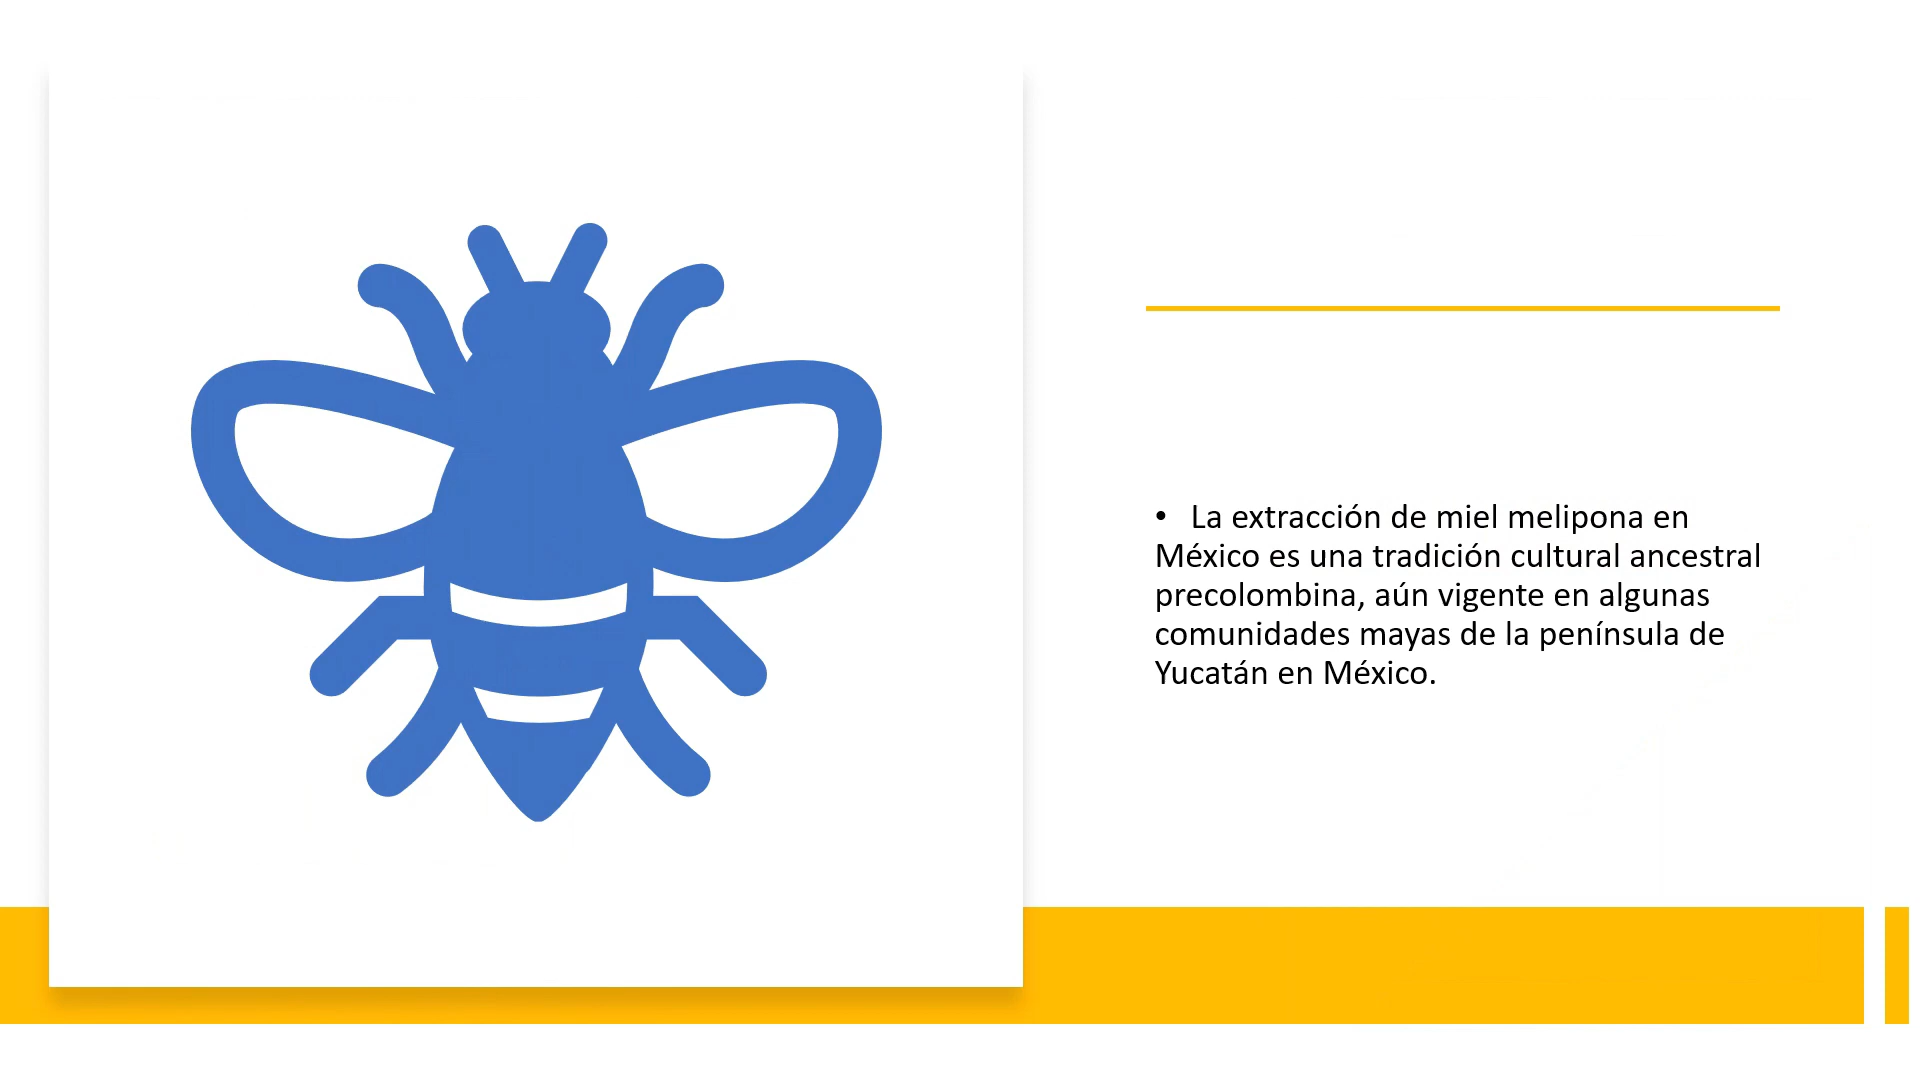 • La extracción de miel melipona en
México es una tradición cultural ancestral
precolombina, aún vigente en algunas
comunidades mayas de la península de
Yucatán en México.